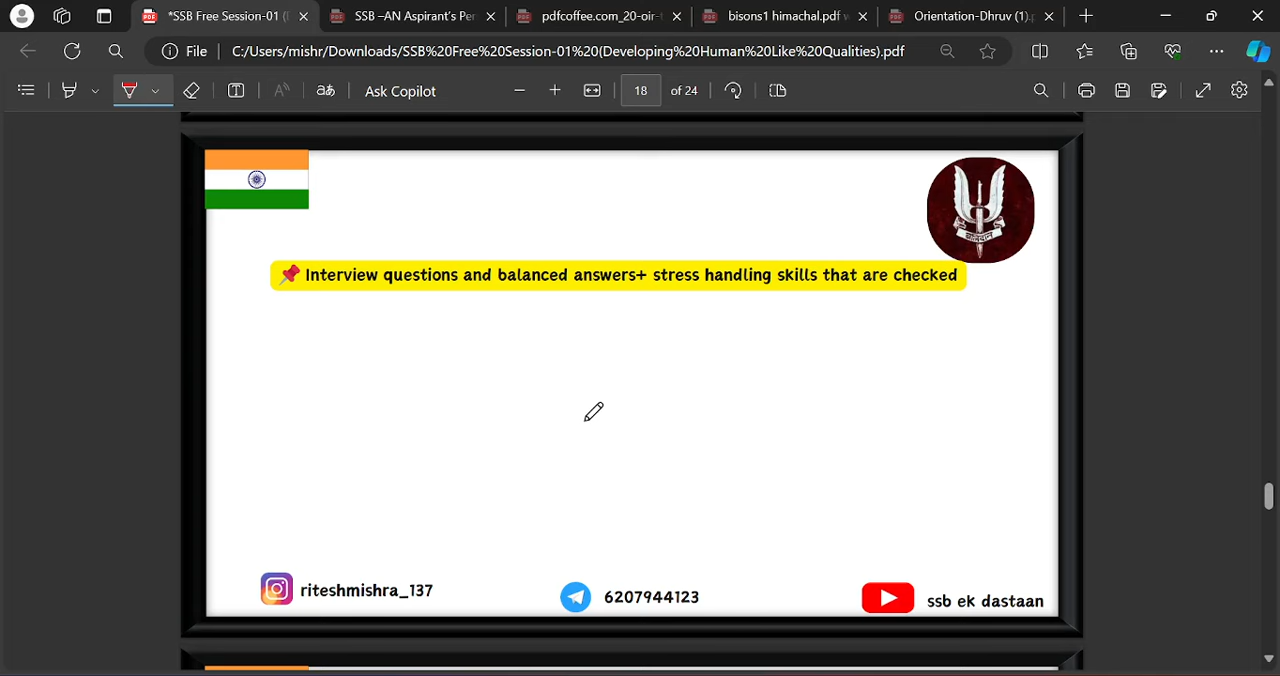 *SSB Free Session-01 (
SSB –AN Aspirant's Per
pdfcoffee.com_20-oir-t
bisons1 himachal.pdf
Orientation-Dhruv (1).p
File
C:/Users/mishr/Downloads/SSB%20Free%20Session-01%20(Developing%20Human%20Like%20Qualities).pdf
Ask Copilot
18 of 24
📌 Interview questions and balanced answers+ stress handling skills that are checked
riteshmishra_137
6207944123
ssb ek dastaan